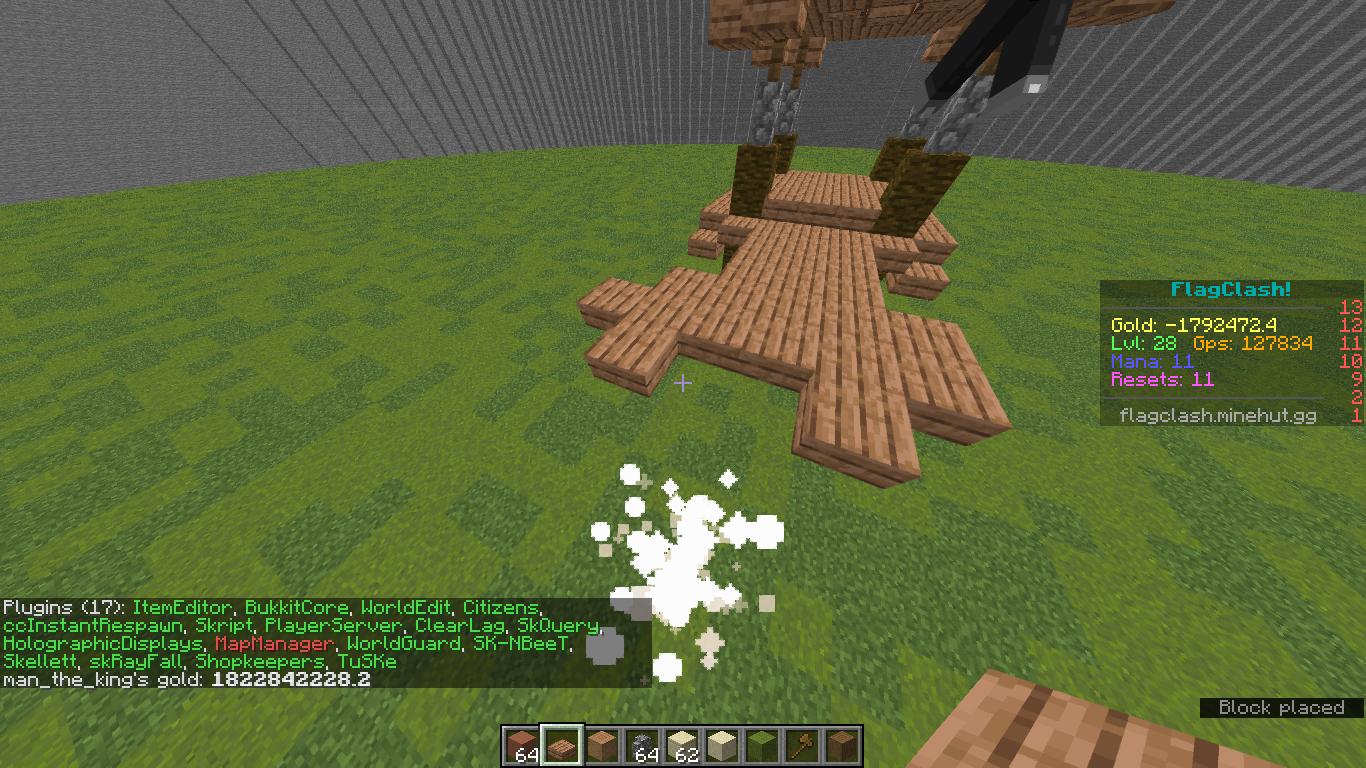 FlagClash!
13
Gold: -1792472.4 12
Lvl: 28 Gps: 127834 11
Mana: 11 10
Resets: 11 9
2
flagclash.minehut.gg 1
Plugins (17): ItemEditor, BukkitCore, WorldEdit, Citizens,
ccInstantRespawn, Skript, PlayerServer, ClearLag, SkQuery,
HolographicDisplays, MapManager, WorldGuard, SK-NBeeT,
Skellett, skRayFall, Shopkeepers, TuSKe
man_the_king's gold: 1822842228.2
Block placed
64 64 62